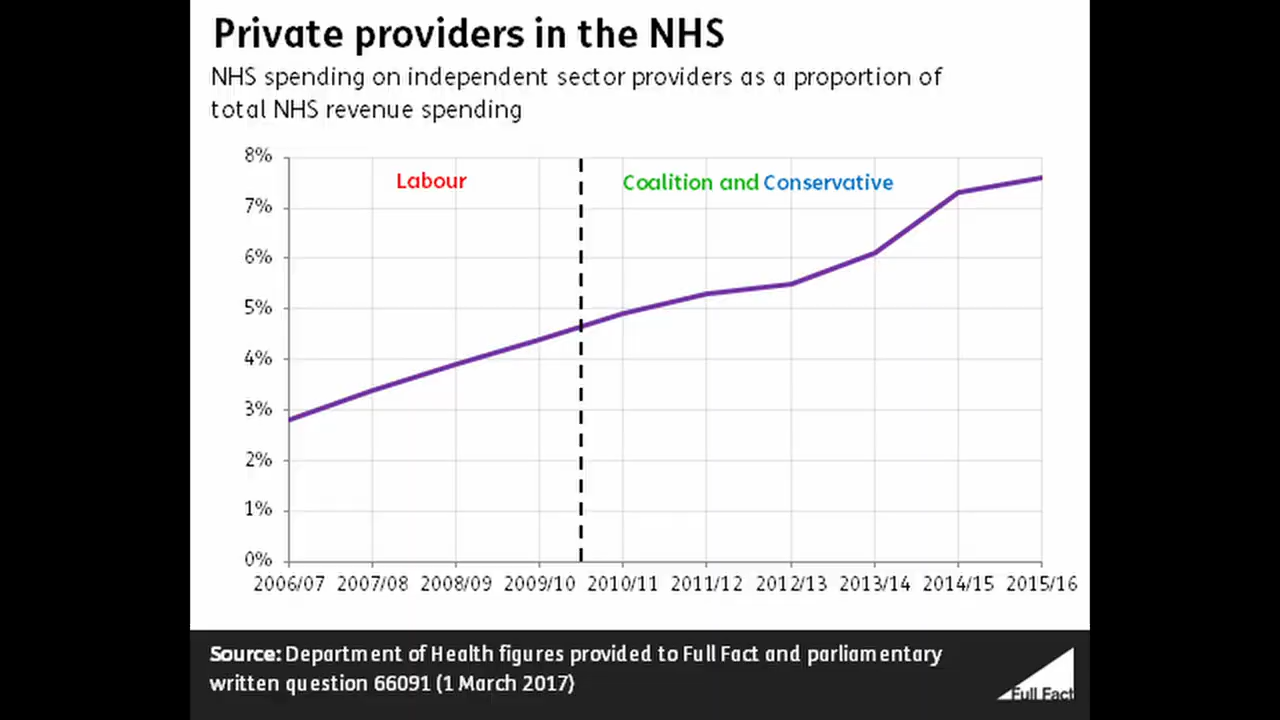 Private providers in the NHS
NHS spending on independent sector providers as a proportion of
total NHS revenue spending
8%
Labour
Coalition and Conservative
7%
6%
5%
4%
3%
2%
1%
0%
2006/07 2007/08 2008/09 2009/10 2010/11 2011/12 2012/13 2013/14 2014/15 2015/16
Source: Department of Health figures provided to Full Fact and parliamentary
written question 66091 (1 March 2017)
Full Fact